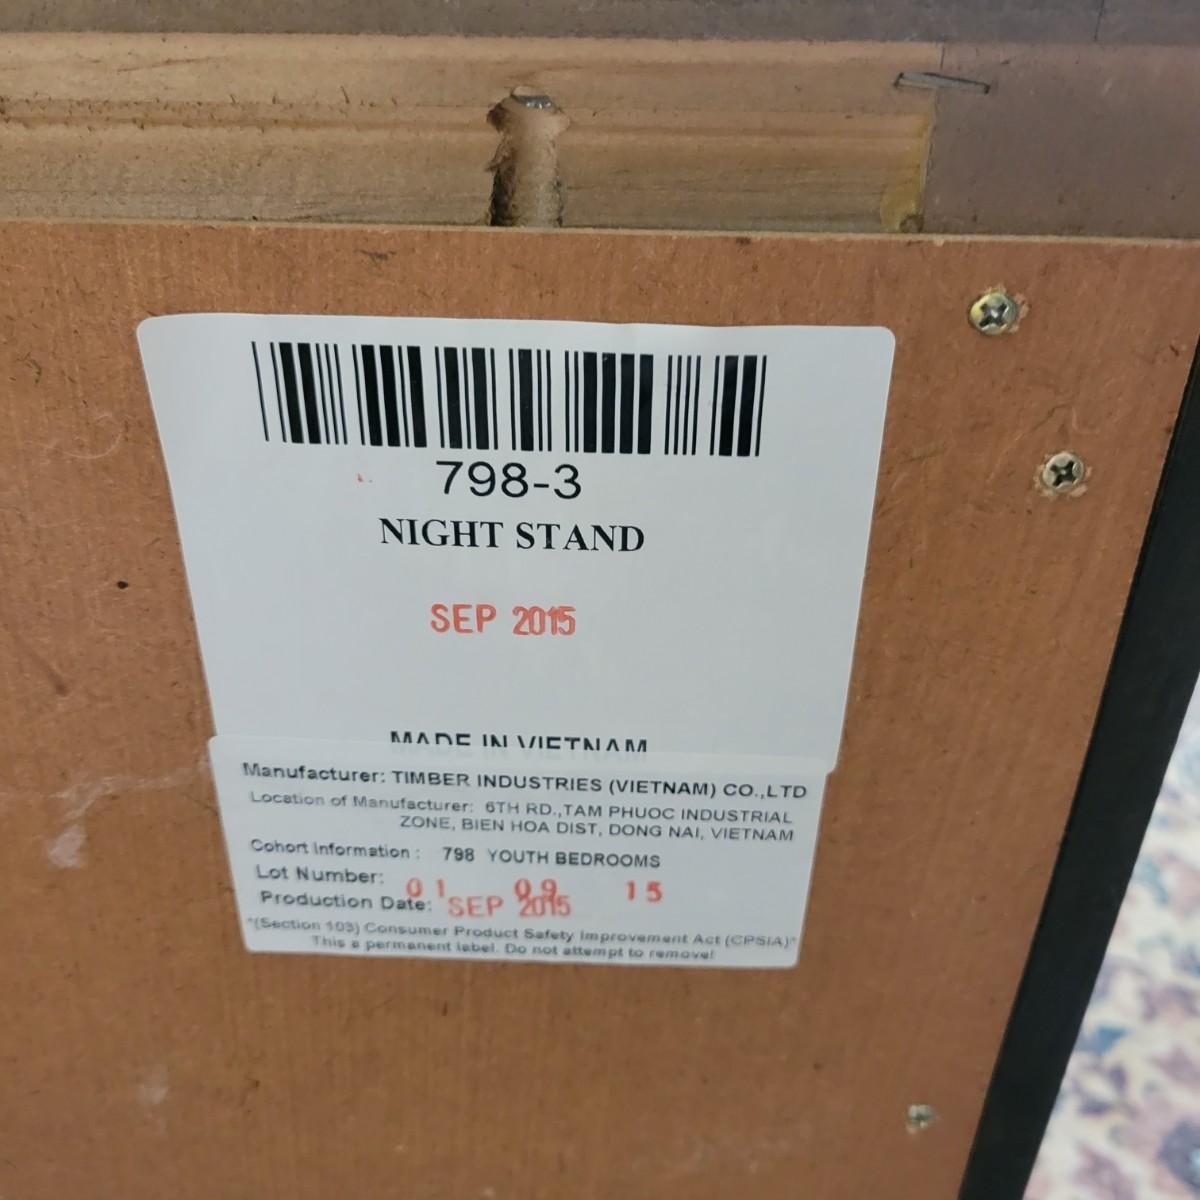 798-3
NIGHT STAND
SEP 2015
MADE IN VIETNAM
Manufacturer: TIMBER INDUSTRIES (VIETNAM) CO.,LTD
Location of Manufacturer: 6TH RD.,TAM PHUOC INDUSTRIAL
ZONE, BIEN HOA DIST, DONG NAI, VIETNAM
Cohort Information : 798 YOUTH BEDROOMS
Lot Number: 01 09 15
Production Date: SEP 2015
"(Section 103) Consumer Product Safety Improvement Act (CPSIA)"
This a permanent label. Do not attempt to remove!